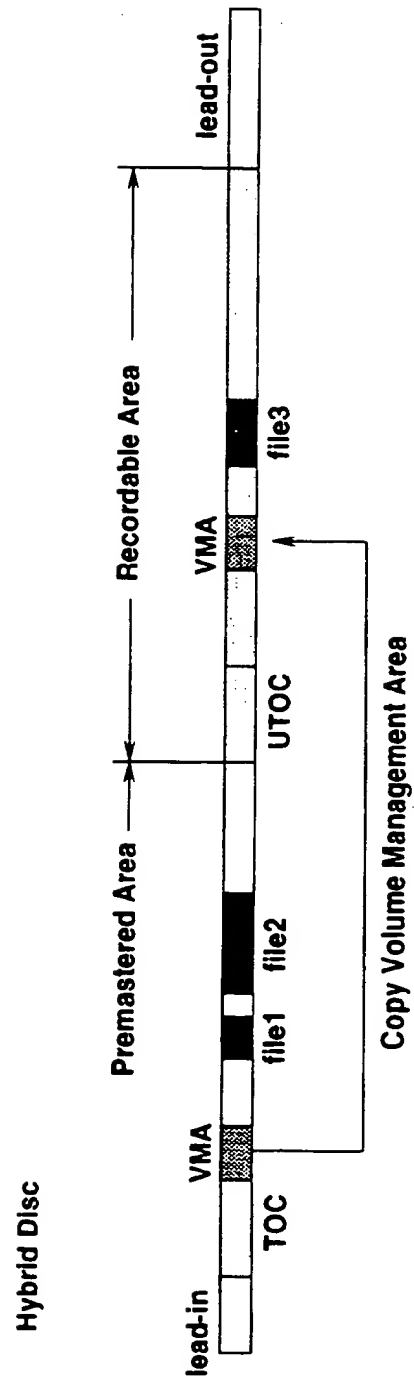 Hybrid Disc
Premastered Area
Recordable Area
lead-in
TOC
VMA
file1
file2
UTOC
VMA
file3
lead-out
Copy Volume Management Area